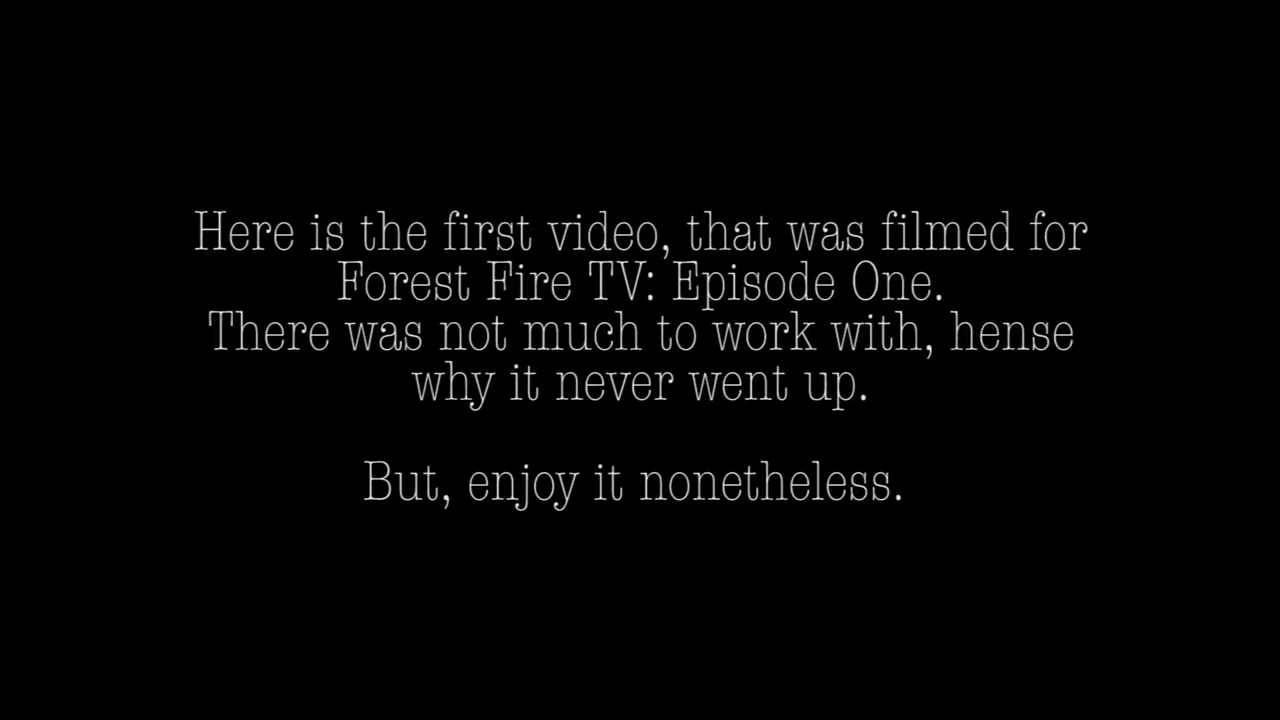 Here is the first video, that was filmed for
Forest Fire TV: Episode One.
There was not much to work with, hense
why it never went up.
But, enjoy it nonetheless.